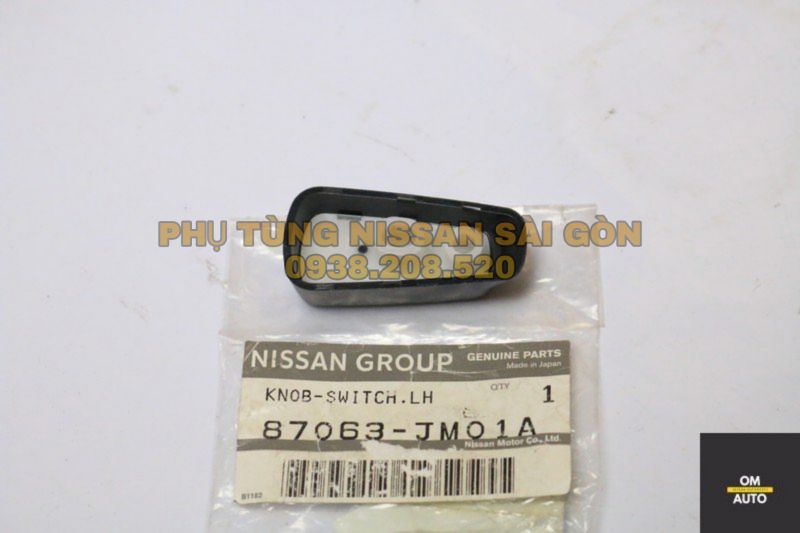 PHỤ TÙNG NISSAN SÀI GÒN
0938.208.520
NISSAN GROUP
GENUINE PARTS
Made in Japan
KNOB-SWITCH.LH
QTY
1
87063-JM01A
Nissan Motor Co., Ltd.
B1182
OM
AUTO